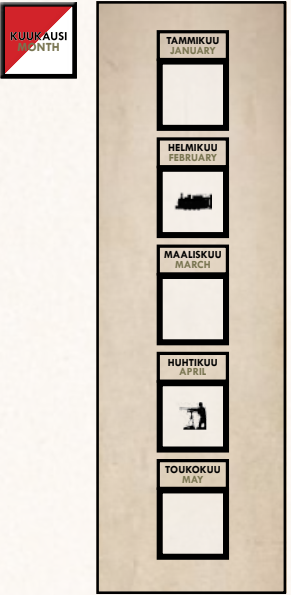 KUUKAUSI
MONTH
TAMMIKUU
JANUARY
HELMIKUU
FEBRUARY
MAALISKUU
MARCH
HUHTIKUU
APRIL
TOUKOKUU
MAY